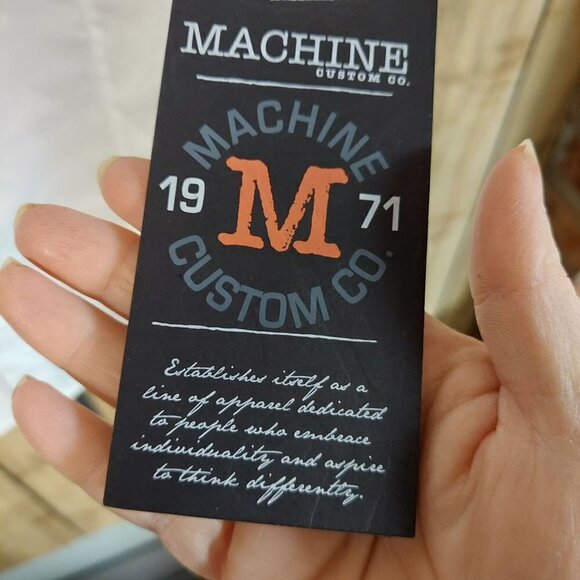 MACHINE
CUSTOM CO.
MACHINE
19 M 71
CUSTOM CO.
Establishes itself as a
line of apparel dedicated
to people who embrace
individuality and aspire
to think differently.